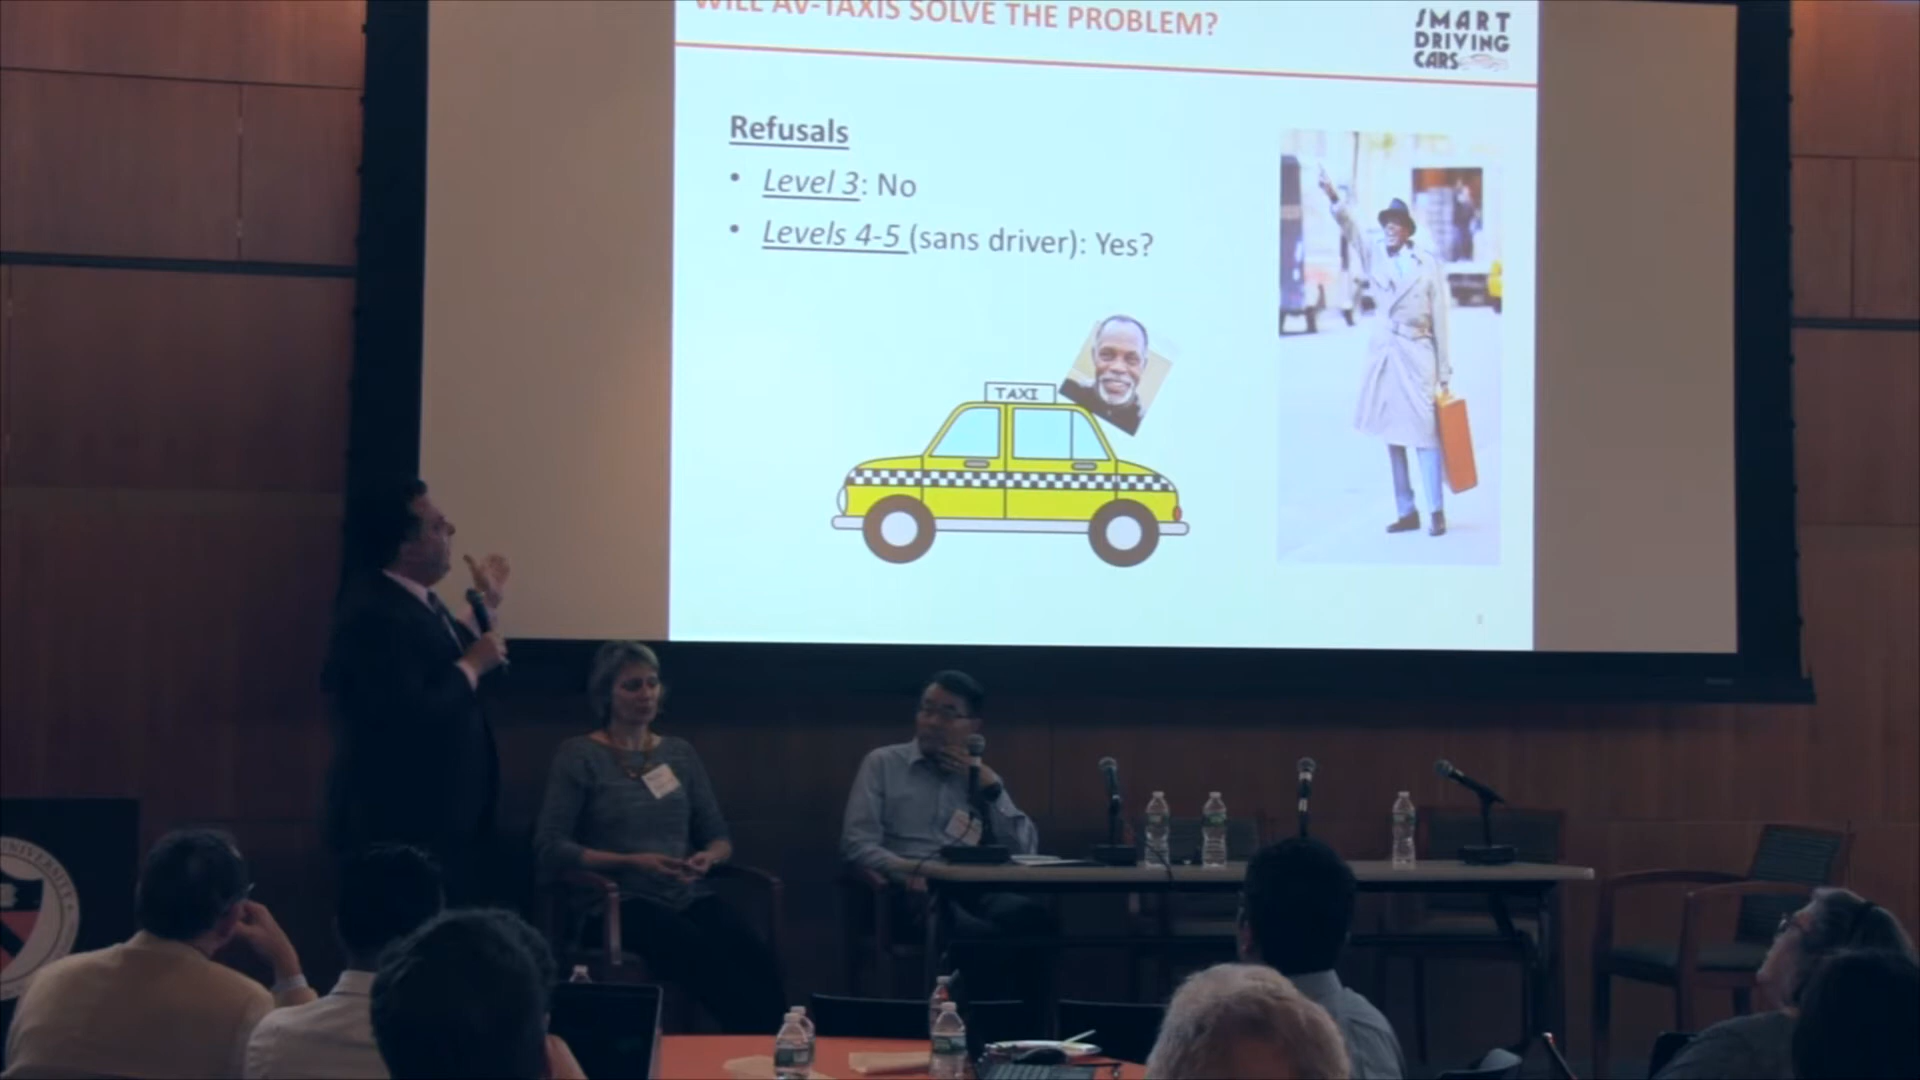 WILL AV-TAXIS SOLVE THE PROBLEM?
SMART
DRIVING
CARS
Refusals
• Level 3: No
• Levels 4-5 (sans driver): Yes?
TAXI